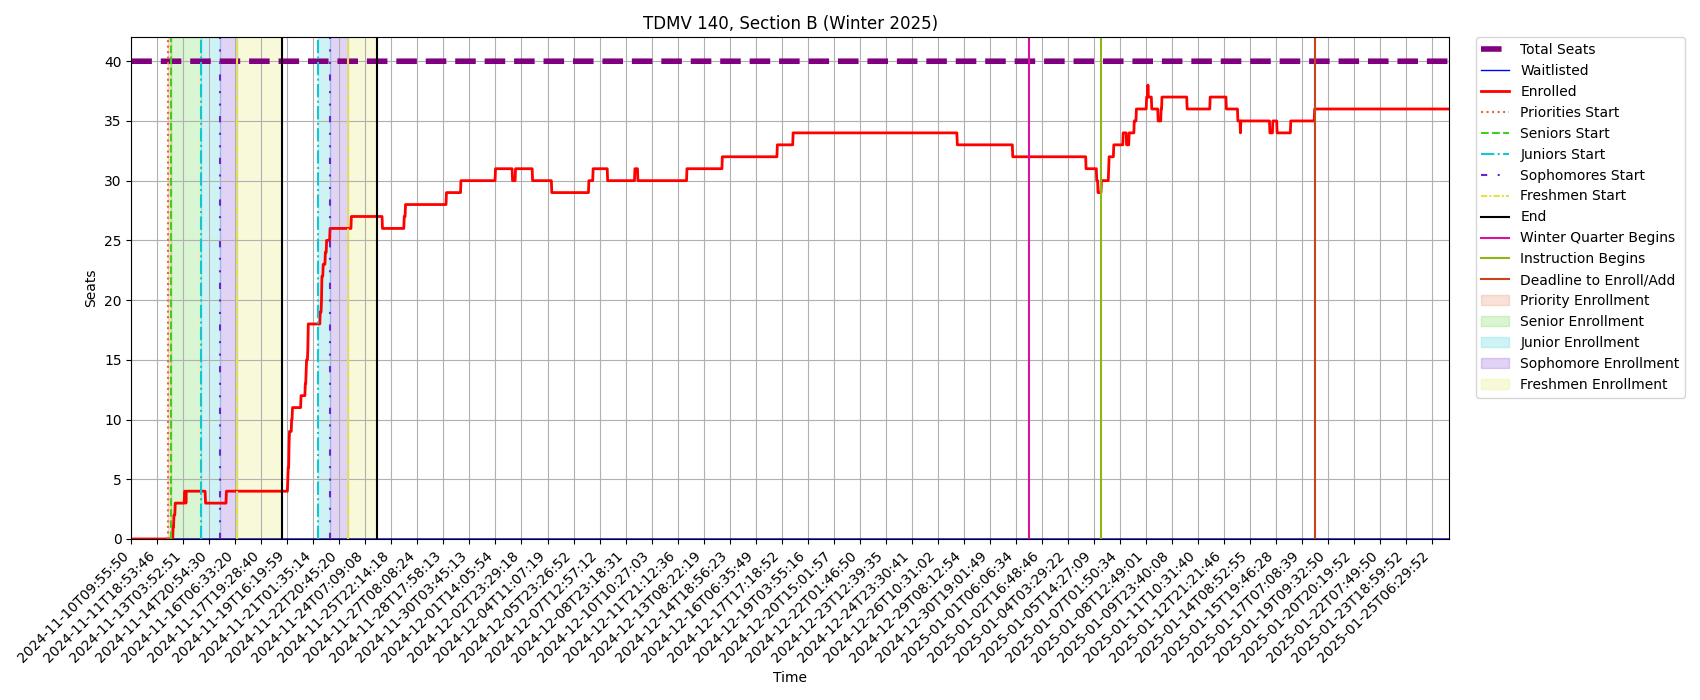 TDMV 140, Section B (Winter 2025)
Seats
40
35
30
25
20
15
10
5
0
2024-11-10T09:55:50
2024-11-11T18:53:46
2024-11-13T03:52:51
2024-11-14T20:54:30
2024-11-16T06:33:20
2024-11-17T19:28:40
2024-11-19T16:19:59
2024-11-21T01:35:14
2024-11-22T20:45:20
2024-11-24T07:09:08
2024-11-25T22:14:18
2024-11-27T08:08:24
2024-11-28T17:58:13
2024-11-30T03:45:13
2024-12-01T14:05:54
2024-12-02T23:29:18
2024-12-04T11:07:19
2024-12-05T23:26:52
2024-12-07T12:57:12
2024-12-08T23:18:31
2024-12-10T10:27:03
2024-12-11T21:12:36
2024-12-13T08:22:19
2024-12-14T18:56:23
2024-12-16T06:35:49
2024-12-17T17:18:52
2024-12-19T03:55:16
2024-12-20T15:01:57
2024-12-22T01:46:50
2024-12-23T12:39:35
2024-12-24T23:30:41
2024-12-26T10:31:02
2024-12-29T08:12:54
2024-12-30T19:01:49
2025-01-01T06:06:34
2025-01-02T16:48:46
2025-01-04T03:29:22
2025-01-05T14:27:09
2025-01-07T01:50:34
2025-01-08T12:49:01
2025-01-09T23:40:08
2025-01-11T10:31:40
2025-01-12T21:21:46
2025-01-14T08:52:55
2025-01-15T19:46:28
2025-01-17T07:08:39
2025-01-19T09:32:50
2025-01-20T20:19:52
2025-01-22T07:49:50
2025-01-23T18:59:52
2025-01-25T06:29:52
Time
Total Seats
Waitlisted
Enrolled
Priorities Start
Seniors Start
Juniors Start
Sophomores Start
Freshmen Start
End
Winter Quarter Begins
Instruction Begins
Deadline to Enroll/Add
Priority Enrollment
Senior Enrollment
Junior Enrollment
Sophomore Enrollment
Freshmen Enrollment